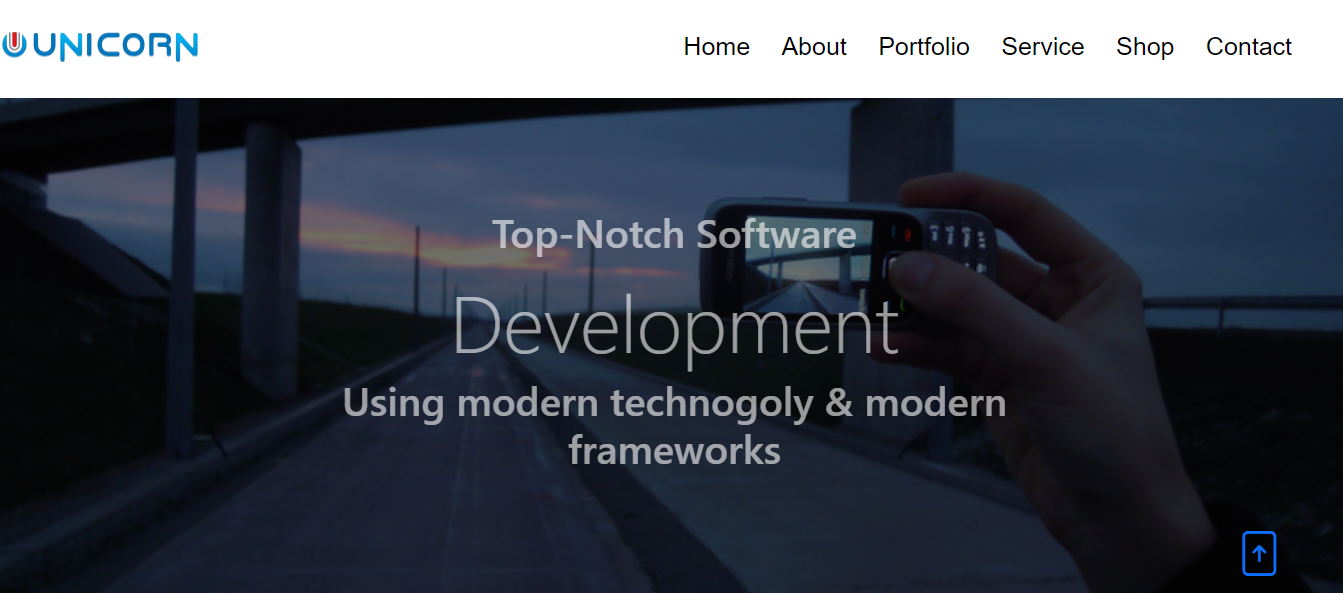 UNICORN
Home About Portfolio Service Shop Contact
Top-Notch Software
Development
Using modern technogoly & modern
frameworks